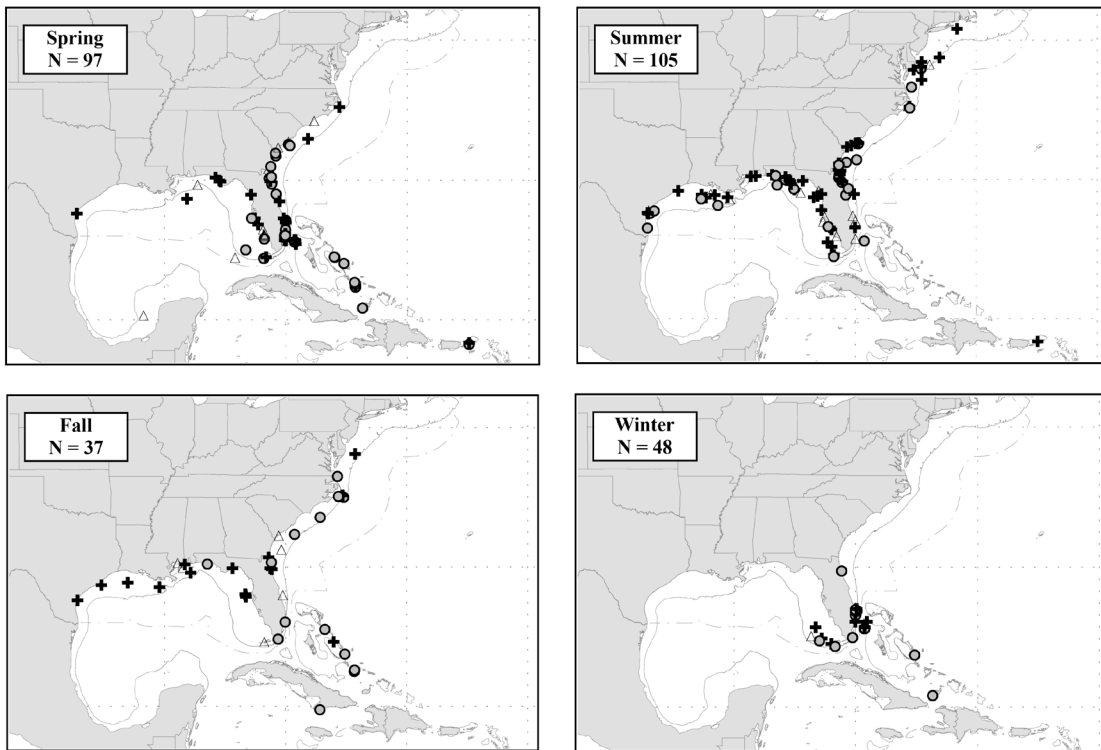 Spring
N = 97
Summer
N = 105
Fall
N = 37
Winter
N = 48